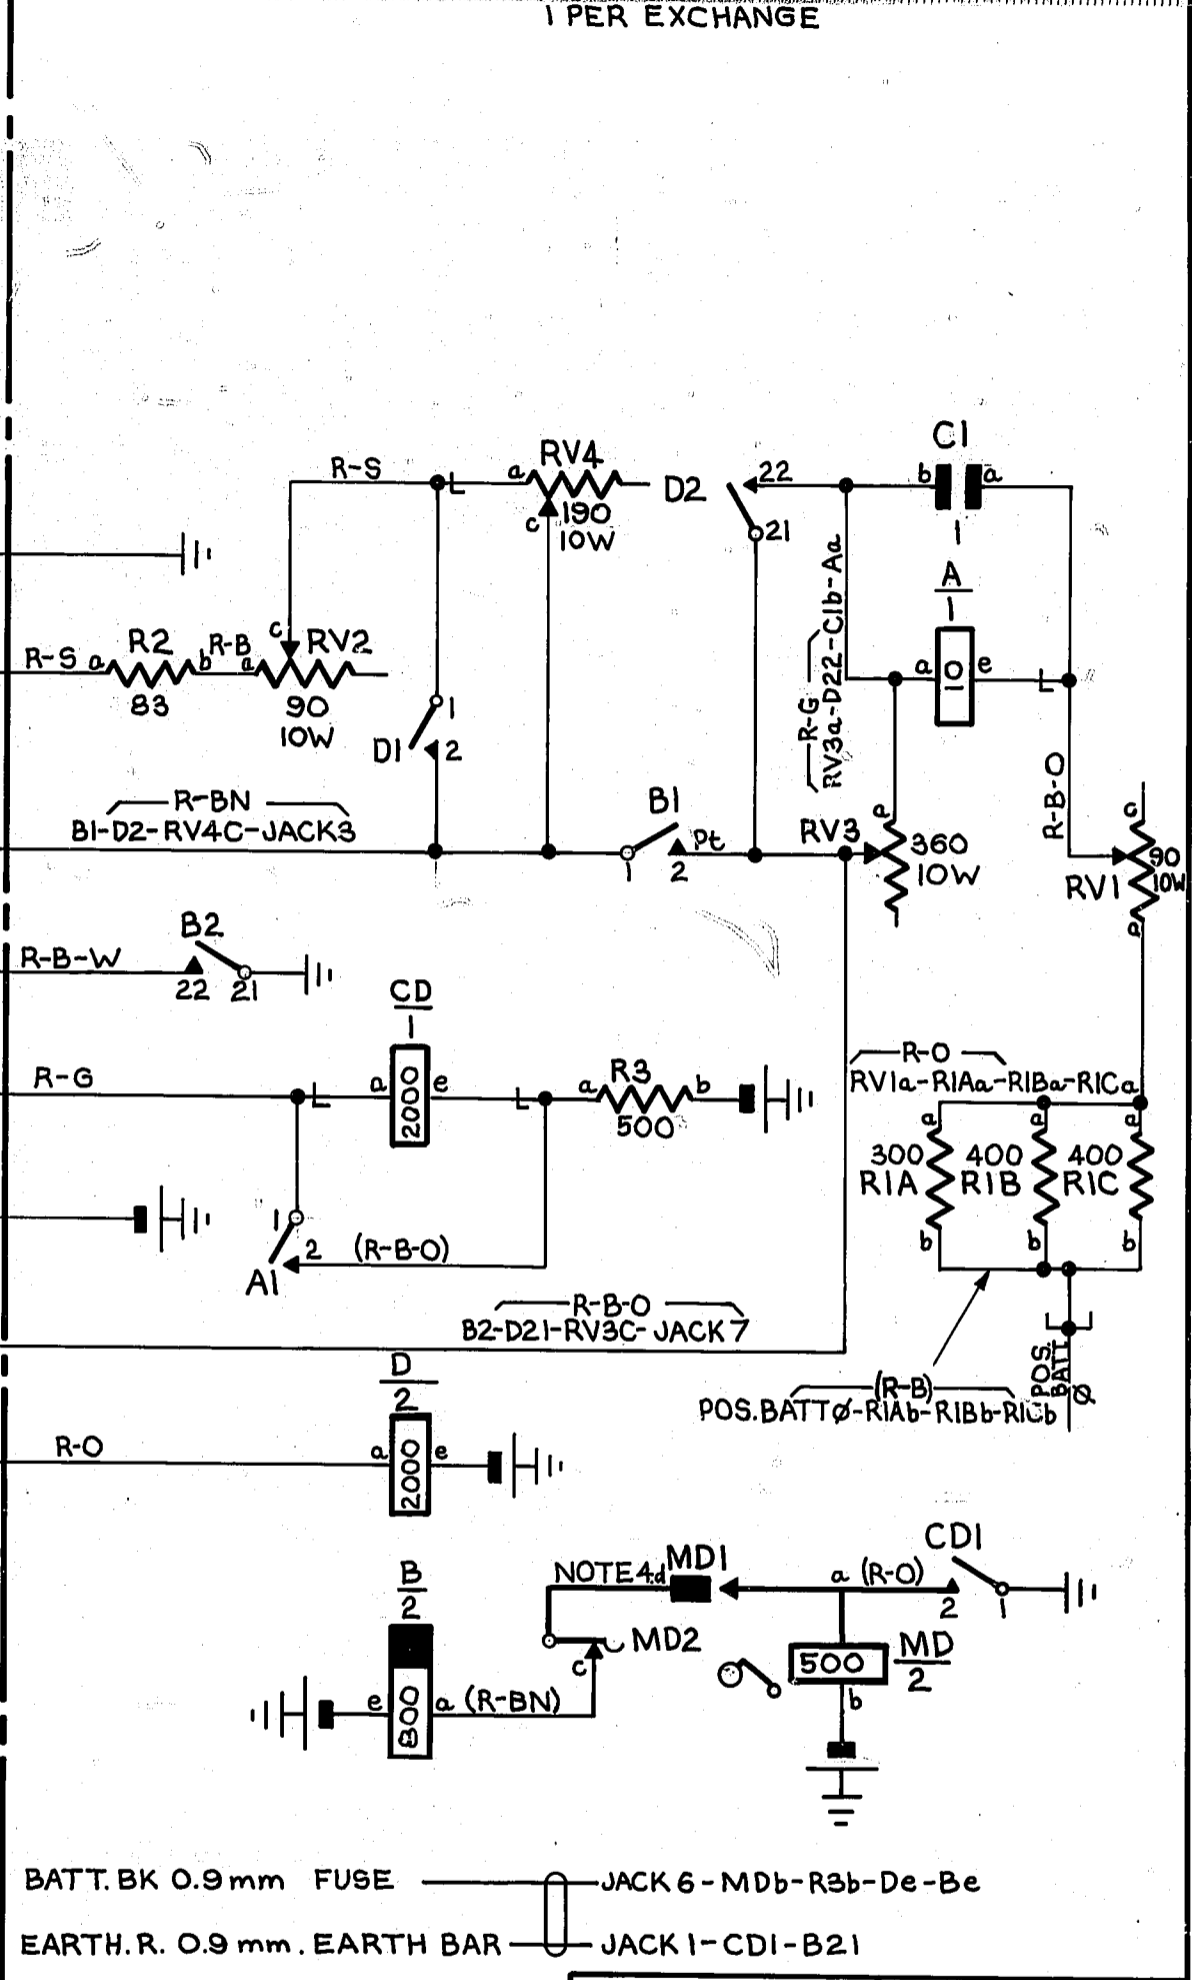 1 PER EXCHANGE
C1
b a
1
R-S
a RV4
c 190
10W
D2 22
21
R-G
RV3a-D22-C1b-Aa
A
1
a 10 e
R-S a R2 b R-B a c RV2
83
90
10W
D1 1
2
R-BN
B1-D2-RV4C-JACK3
B1
1 2 Pt
RV3 a
360
10W
R-B-O
c
RV1 90
10W
a
R-B-W
B2
22 21
CD
1
R-G
a 2000 e
a R3 b
500
R-O
RV1a-R1Aa-R1Ba-R1Ca
a a a
300 400 400
R1A R1B R1C
b b b
1
2 (R-B-O)
A1
R-B-O
B2-D21-RV3C-JACK7
POS. BATT Ø
(R-B)
POS.BATTØ-R1Ab-R1Bb-R1Cb
D
2
R-O
a 2000 e
B
2
e 800 a (R-BN)
NOTE 4.d MD1
c MD2
a (R-O)
CD1
2 1
500 MD
2
b
BATT. BK 0.9mm FUSE JACK 6-MDb-R3b-De-Be
EARTH. R. 0.9mm. EARTH BAR JACK 1-CD1-B21